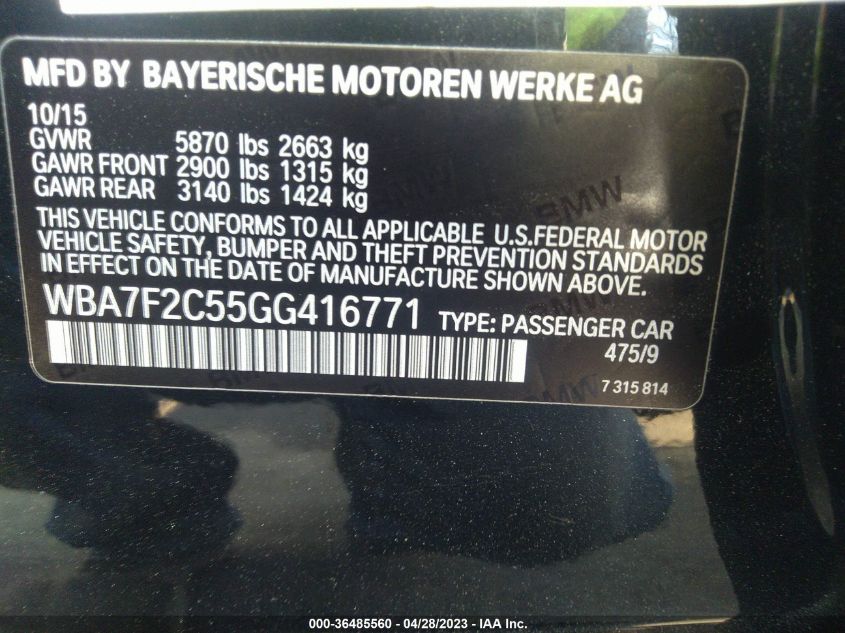 MFD BY BAYERISCHE MOTOREN WERKE AG
10/15
GVWR 5870 lbs 2663 kg
GAWR FRONT 2900 lbs 1315 kg
GAWR REAR 3140 lbs 1424 kg
THIS VEHICLE CONFORMS TO ALL APPLICABLE U.S.FEDERAL MOTOR
VEHICLE SAFETY, BUMPER AND THEFT PREVENTION STANDARDS
IN EFFECT ON THE DATE OF MANUFACTURE SHOWN ABOVE.
WBA7F2C55GG416771 TYPE: PASSENGER CAR
475/9
7 315 814
000-36485560 - 04/28/2023 - IAA Inc.